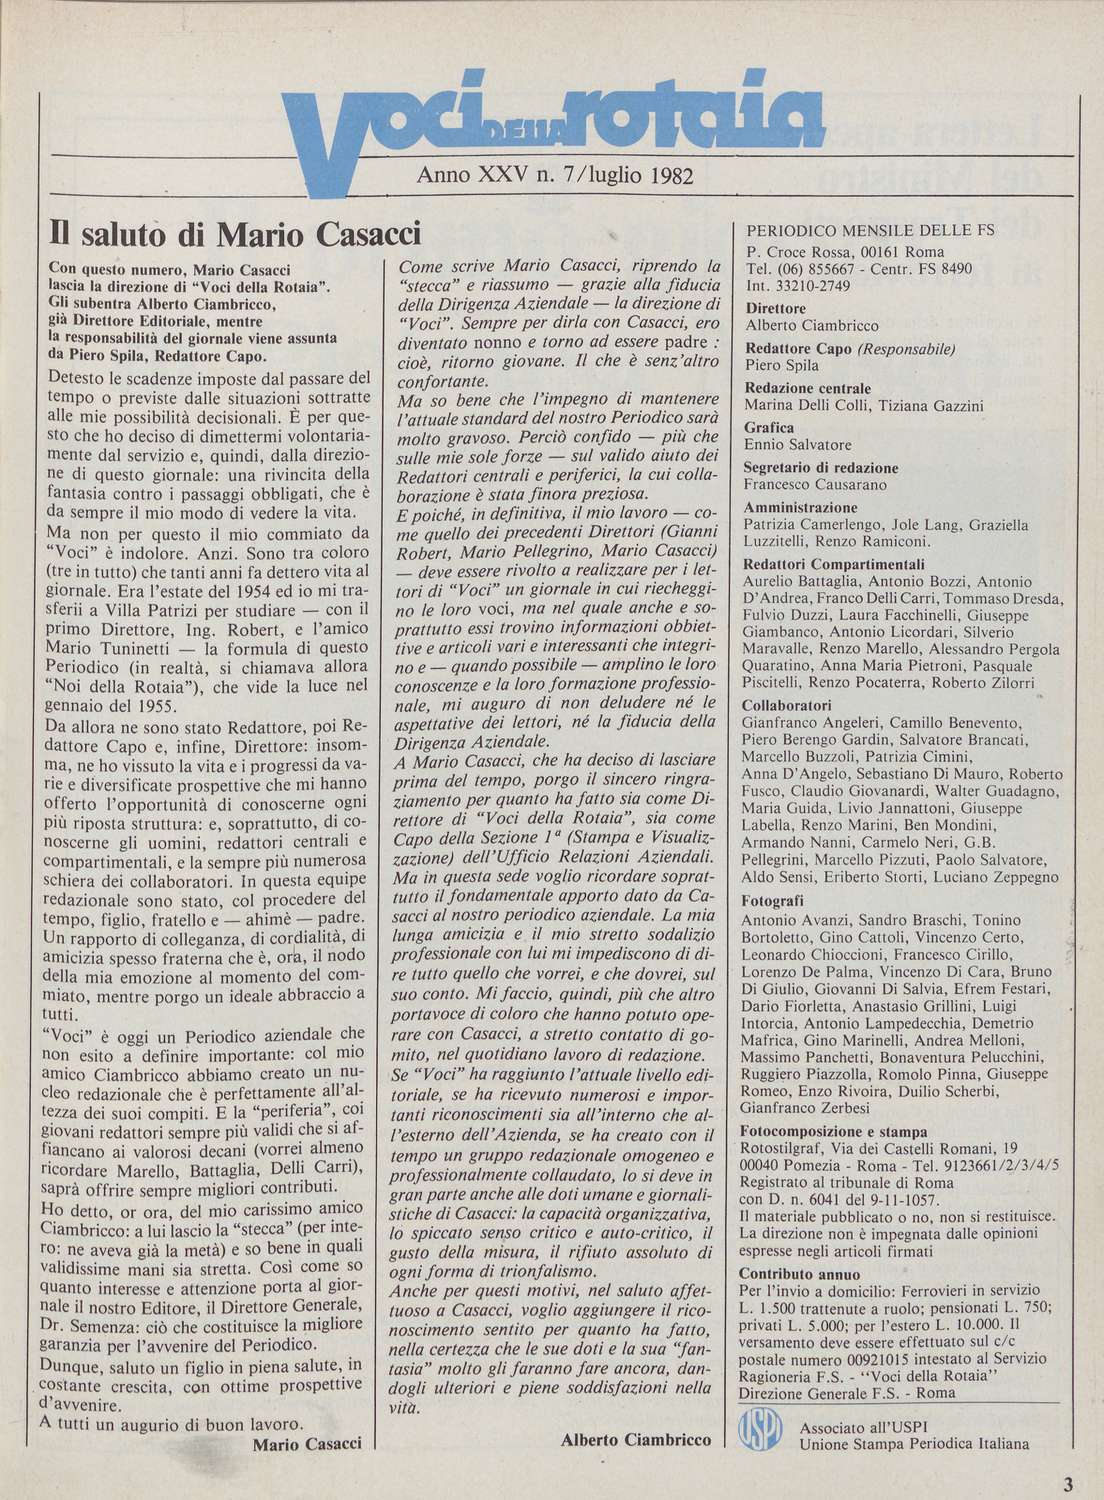 Voci DELLA rotaia
Anno XXV n. 7/luglio 1982
Il saluto di Mario Casacci
Con questo numero, Mario Casacci
lascia la direzione di “Voci della Rotaia”.
Gli subentra Alberto Ciambricco,
già Direttore Editoriale, mentre
la responsabilità del giornale viene assunta
da Piero Spila, Redattore Capo.
Detesto le scadenze imposte dal passare del
tempo o previste dalle situazioni sottratte
alle mie possibilità decisionali. È per que-
sto che ho deciso di dimettermi volontaria-
mente dal servizio e, quindi, dalla direzio-
ne di questo giornale: una rivincita della
fantasia contro i passaggi obbligati, che è
da sempre il mio modo di vedere la vita.
Ma non per questo il mio commiato da
“Voci” è indolore. Anzi. Sono tra coloro
(tre in tutto) che tanti anni fa dettero vita al
giornale. Era l’estate del 1954 ed io mi tra-
sferii a Villa Patrizi per studiare — con il
primo Direttore, Ing. Robert, e l’amico
Mario Tuninetti — la formula di questo
Periodico (in realtà, si chiamava allora
“Noi della Rotaia”), che vide la luce nel
gennaio del 1955.
Da allora ne sono stato Redattore, poi Re-
dattore Capo e, infine, Direttore: insom-
ma, ne ho vissuto la vita e i progressi da va-
rie e diversificate prospettive che mi hanno
offerto l’opportunità di conoscerne ogni
più riposta struttura: e, soprattutto, di co-
noscerne gli uomini, redattori centrali e
compartimentali, e la sempre più numerosa
schiera dei collaboratori. In questa equipe
redazionale sono stato, col procedere del
tempo, figlio, fratello e — ahimè — padre.
Un rapporto di colleganza, di cordialità, di
amicizia spesso fraterna che è, ora, il nodo
della mia emozione al momento del com-
miato, mentre porgo un ideale abbraccio a
tutti.
“Voci” è oggi un Periodico aziendale che
non esito a definire importante: col mio
amico Ciambricco abbiamo creato un nu-
cleo redazionale che è perfettamente all’al-
tezza dei suoi compiti. E la “periferia”, coi
giovani redattori sempre più validi che si af-
fiancano ai valorosi decani (vorrei almeno
ricordare Marello, Battaglia, Delli Carri),
saprà offrire sempre migliori contributi.
Ho detto, or ora, del mio carissimo amico
Ciambricco: a lui lascio la “stecca” (per inte-
ro: ne aveva già la metà) e so bene in quali
validissime mani sia stretta. Così come so
quanto interesse e attenzione porta al gior-
nale il nostro Editore, il Direttore Generale,
Dr. Semenza: ciò che costituisce la migliore
garanzia per l’avvenire del Periodico.
Dunque, saluto un figlio in piena salute, in
costante crescita, con ottime prospettive
d’avvenire.
A tutti un augurio di buon lavoro.
Mario Casacci
Come scrive Mario Casacci, riprendo la
“stecca” e riassumo — grazie alla fiducia
della Dirigenza Aziendale — la direzione di
“Voci”. Sempre per dirla con Casacci, ero
diventato nonno e torno ad essere padre :
cioè, ritorno giovane. Il che è senz’altro
confortante.
Ma so bene che l’impegno di mantenere
l’attuale standard del nostro Periodico sarà
molto gravoso. Perciò confido — più che
sulle mie sole forze — sul valido aiuto dei
Redattori centrali e periferici, la cui colla-
borazione è stata finora preziosa.
E poiché, in definitiva, il mio lavoro — co-
me quello dei precedenti Direttori (Gianni
Robert, Mario Pellegrino, Mario Casacci)
— deve essere rivolto a realizzare per i let-
tori di “Voci” un giornale in cui riecheggi-
no le loro voci, ma nel quale anche e so-
prattutto essi trovino informazioni obbiet-
tive e articoli vari e interessanti che integri-
no e — quando possibile — amplino le loro
conoscenze e la loro formazione professio-
nale, mi auguro di non deludere né le
aspettative dei lettori, né la fiducia della
Dirigenza Aziendale.
A Mario Casacci, che ha deciso di lasciare
prima del tempo, porgo il sincero ringra-
ziamento per quanto ha fatto sia come Di-
rettore di “Voci della Rotaia”, sia come
Capo della Sezione 1ª (Stampa e Visualiz-
zazione) dell’Ufficio Relazioni Aziendali.
Ma in questa sede voglio ricordare soprat-
tutto il fondamentale apporto dato da Ca-
sacci al nostro periodico aziendale. La mia
lunga amicizia e il mio stretto sodalizio
professionale con lui mi impediscono di di-
re tutto quello che vorrei, e che dovrei, sul
suo conto. Mi faccio, quindi, più che altro
portavoce di coloro che hanno potuto ope-
rare con Casacci, a stretto contatto di go-
mito, nel quotidiano lavoro di redazione.
Se “Voci” ha raggiunto l’attuale livello edi-
toriale, se ha ricevuto numerosi e impor-
tanti riconoscimenti sia all’interno che al-
l’esterno dell’Azienda, se ha creato con il
tempo un gruppo redazionale omogeneo e
professionalmente collaudato, lo si deve in
gran parte anche alle doti umane e giornali-
stiche di Casacci: la capacità organizzativa,
lo spiccato senso critico e auto-critico, il
gusto della misura, il rifiuto assoluto di
ogni forma di trionfalismo.
Anche per questi motivi, nel saluto affet-
tuoso a Casacci, voglio aggiungere il rico-
noscimento sentito per quanto ha fatto,
nella certezza che le sue doti e la sua “fan-
tasia” molto gli faranno fare ancora, dan-
dogli ulteriori e piene soddisfazioni nella
vita.
Alberto Ciambricco
PERIODICO MENSILE DELLE FS
P. Croce Rossa, 00161 Roma
Tel. (06) 855667 - Centr. FS 8490
Int. 33210-2749
Direttore
Alberto Ciambricco
Redattore Capo (Responsabile)
Piero Spila
Redazione centrale
Marina Delli Colli, Tiziana Gazzini
Grafica
Ennio Salvatore
Segretario di redazione
Francesco Causarano
Amministrazione
Patrizia Camerlengo, Jole Lang, Graziella
Luzzitelli, Renzo Ramiconi.
Redattori Compartimentali
Aurelio Battaglia, Antonio Bozzi, Antonio
D’Andrea, Franco Delli Carri, Tommaso Dresda,
Fulvio Duzzi, Laura Facchinelli, Giuseppe
Giambanco, Antonio Licordari, Silverio
Maravalle, Renzo Marello, Alessandro Pergola
Quaratino, Anna Maria Pietroni, Pasquale
Piscitelli, Renzo Pocaterra, Roberto Zilorri
Collaboratori
Gianfranco Angeleri, Camillo Benevento,
Piero Berengo Gardin, Salvatore Brancati,
Marcello Buzzoli, Patrizia Cimini,
Anna D’Angelo, Sebastiano Di Mauro, Roberto
Fusco, Claudio Giovanardi, Walter Guadagno,
Maria Guida, Livio Jannattoni, Giuseppe
Labella, Renzo Marini, Ben Mondini,
Armando Nanni, Carmelo Neri, G.B.
Pellegrini, Marcello Pizzuti, Paolo Salvatore,
Aldo Sensi, Eriberto Storti, Luciano Zeppegno
Fotografi
Antonio Avanzi, Sandro Braschi, Tonino
Bortoletto, Gino Cattoli, Vincenzo Certo,
Leonardo Chioccioni, Francesco Cirillo,
Lorenzo De Palma, Vincenzo Di Cara, Bruno
Di Giulio, Giovanni Di Salvia, Efrem Festari,
Dario Fiorletta, Anastasio Grillini, Luigi
Intorcia, Antonio Lampedecchia, Demetrio
Mafrica, Gino Marinelli, Andrea Melloni,
Massimo Panchetti, Bonaventura Pelucchini,
Ruggiero Piazzolla, Romolo Pinna, Giuseppe
Romeo, Enzo Rivoira, Duilio Scherbi,
Gianfranco Zerbesi
Fotocomposizione e stampa
Rotostilgraf, Via dei Castelli Romani, 19
00040 Pomezia - Roma - Tel. 9123661/2/3/4/5
Registrato al tribunale di Roma
con D. n. 6041 del 9-11-1057.
Il materiale pubblicato o no, non si restituisce.
La direzione non è impegnata dalle opinioni
espresse negli articoli firmati
Contributo annuo
Per l’invio a domicilio: Ferrovieri in servizio
L. 1.500 trattenute a ruolo; pensionati L. 750;
privati L. 5.000; per l’estero L. 10.000. Il
versamento deve essere effettuato sul c/c
postale numero 00921015 intestato al Servizio
Ragioneria F.S. - “Voci della Rotaia”
Direzione Generale F.S. - Roma
USPI
Associato all’USPI
Unione Stampa Periodica Italiana
3